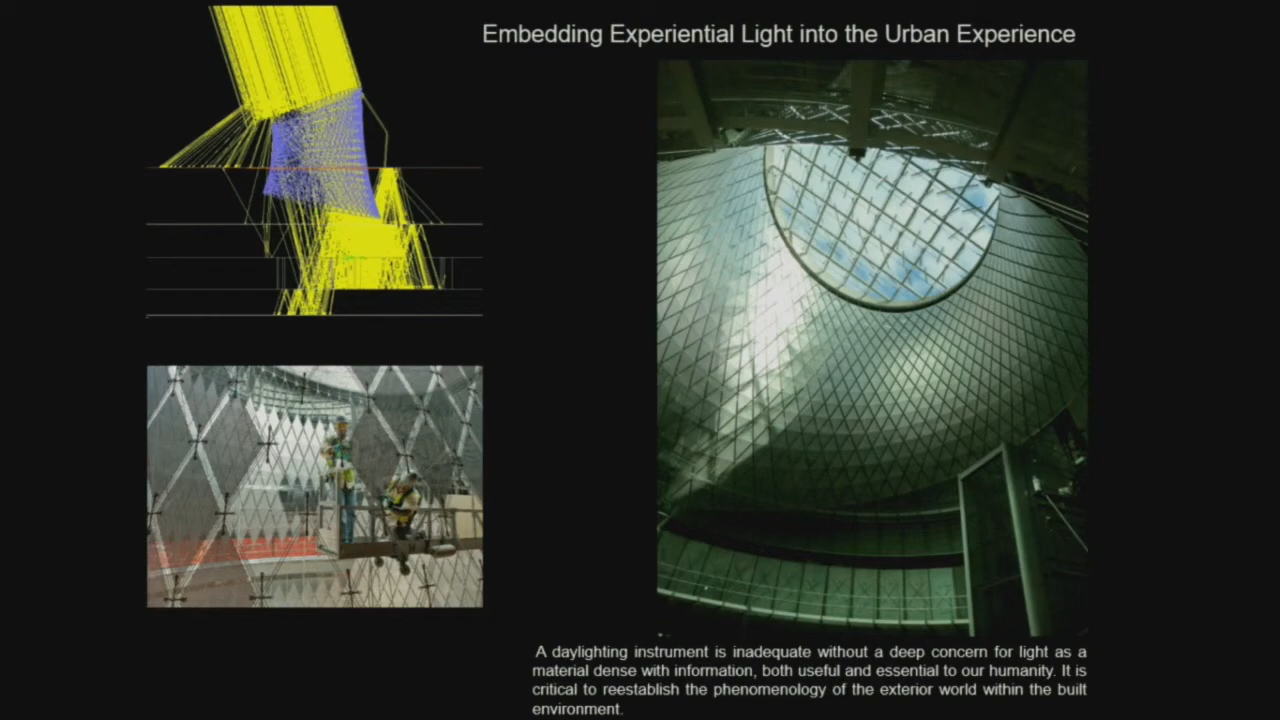 Embedding Experiential Light into the Urban Experience
A daylighting instrument is inadequate without a deep concern for light as a
material dense with information, both useful and essential to our humanity. It is
critical to reestablish the phenomenology of the exterior world within the built
environment.